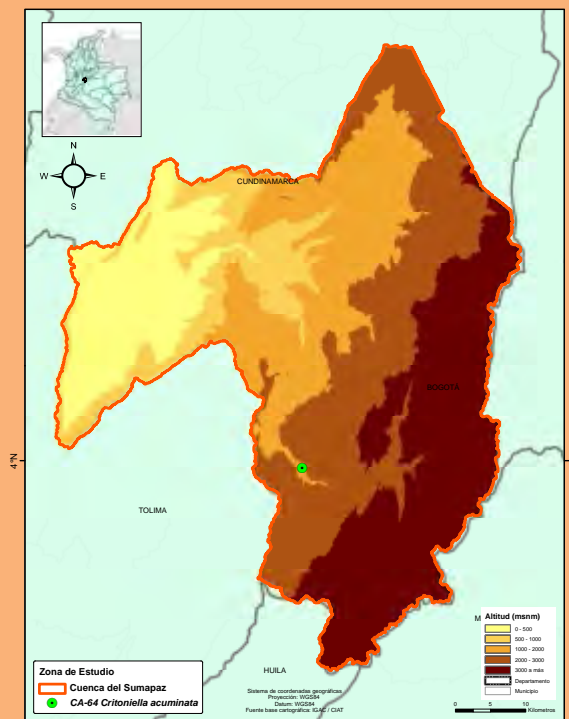 N
W E
S
CUNDINAMARCA
BOGOTÁ
4°N
TOLIMA
HUILA
M
Altitud (msnm)
0 - 500
500 - 1000
1000 - 2000
2000 - 3000
3000 a más
Departamento
Municipio
0 5 10
Kilometros
Zona de Estudio
Cuenca del Sumapaz
CA-64 Critoniella acuminata
Sistema de coordenadas geográficas
Proyección: WGS84
Datum: WGS84
Fuente base cartográfica: IGAC / CIAT